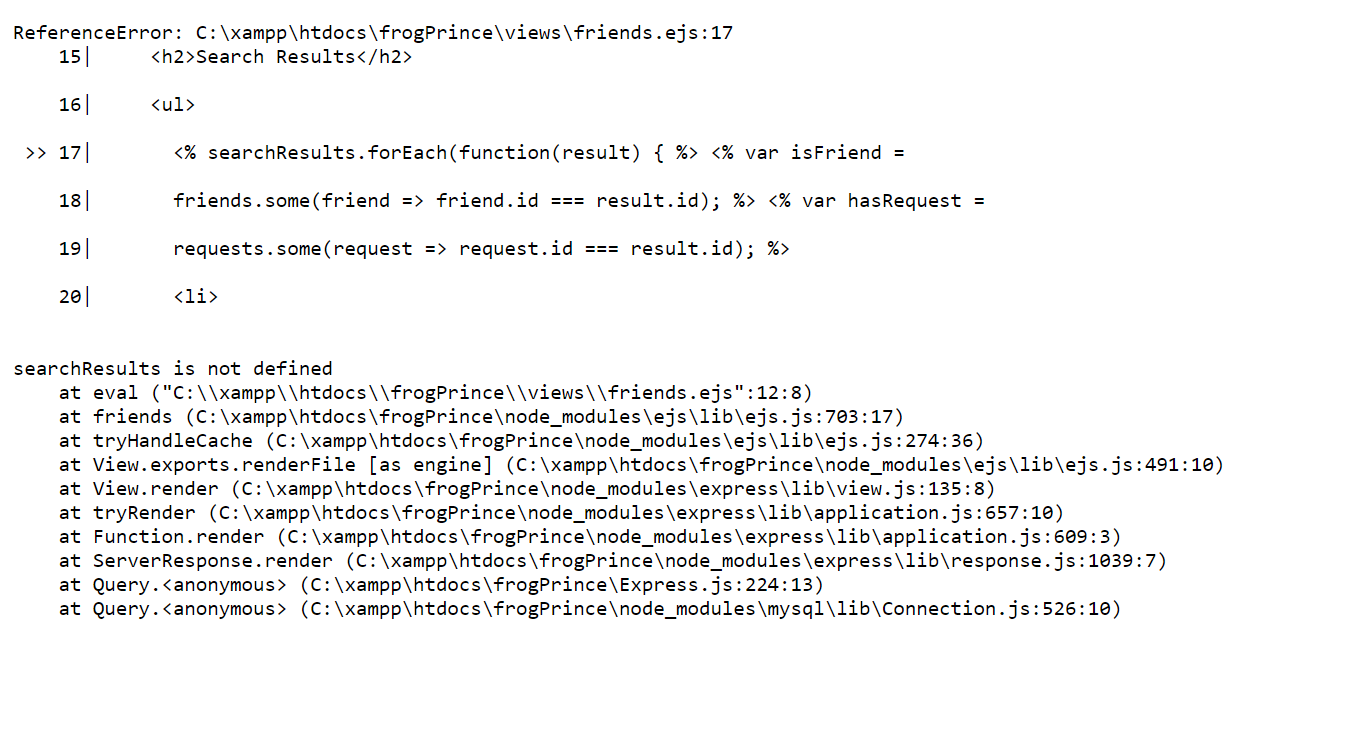 ReferenceError: C:\xampp\htdocs\frogPrince\views\friends.ejs:17
15| <h2>Search Results</h2>
16| <ul>
>> 17| <% searchResults.forEach(function(result) { %> <% var isFriend =
18| friends.some(friend => friend.id === result.id); %> <% var hasRequest =
19| requests.some(request => request.id === result.id); %>
20| <li>
searchResults is not defined
at eval ("C:\\xampp\\htdocs\\frogPrince\\views\\friends.ejs":12:8)
at friends (C:\xampp\htdocs\frogPrince\node_modules\ejs\lib\ejs.js:703:17)
at tryHandleCache (C:\xampp\htdocs\frogPrince\node_modules\ejs\lib\ejs.js:274:36)
at View.exports.renderFile [as engine] (C:\xampp\htdocs\frogPrince\node_modules\ejs\lib\ejs.js:491:10)
at View.render (C:\xampp\htdocs\frogPrince\node_modules\express\lib\view.js:135:8)
at tryRender (C:\xampp\htdocs\frogPrince\node_modules\express\lib\application.js:657:10)
at Function.render (C:\xampp\htdocs\frogPrince\node_modules\express\lib\application.js:609:3)
at ServerResponse.render (C:\xampp\htdocs\frogPrince\node_modules\express\lib\response.js:1039:7)
at Query.<anonymous> (C:\xampp\htdocs\frogPrince\Express.js:224:13)
at Query.<anonymous> (C:\xampp\htdocs\frogPrince\node_modules\mysql\lib\Connection.js:526:10)